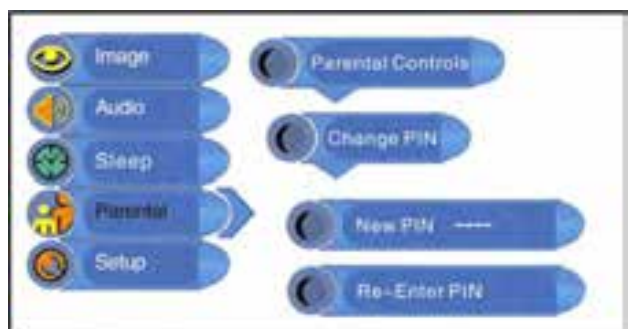 Image
Audio
Sleep
Parental
Setup
Parental Controls
Change PIN
New PIN ----
Re-Enter PIN